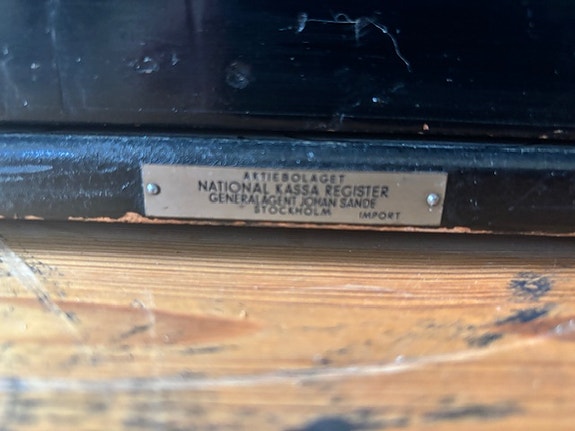 AKTIEBOLAGET
NATIONAL KASSA REGISTER
GENERALAGENT JOHAN SANDE
STOCKHOLM IMPORT